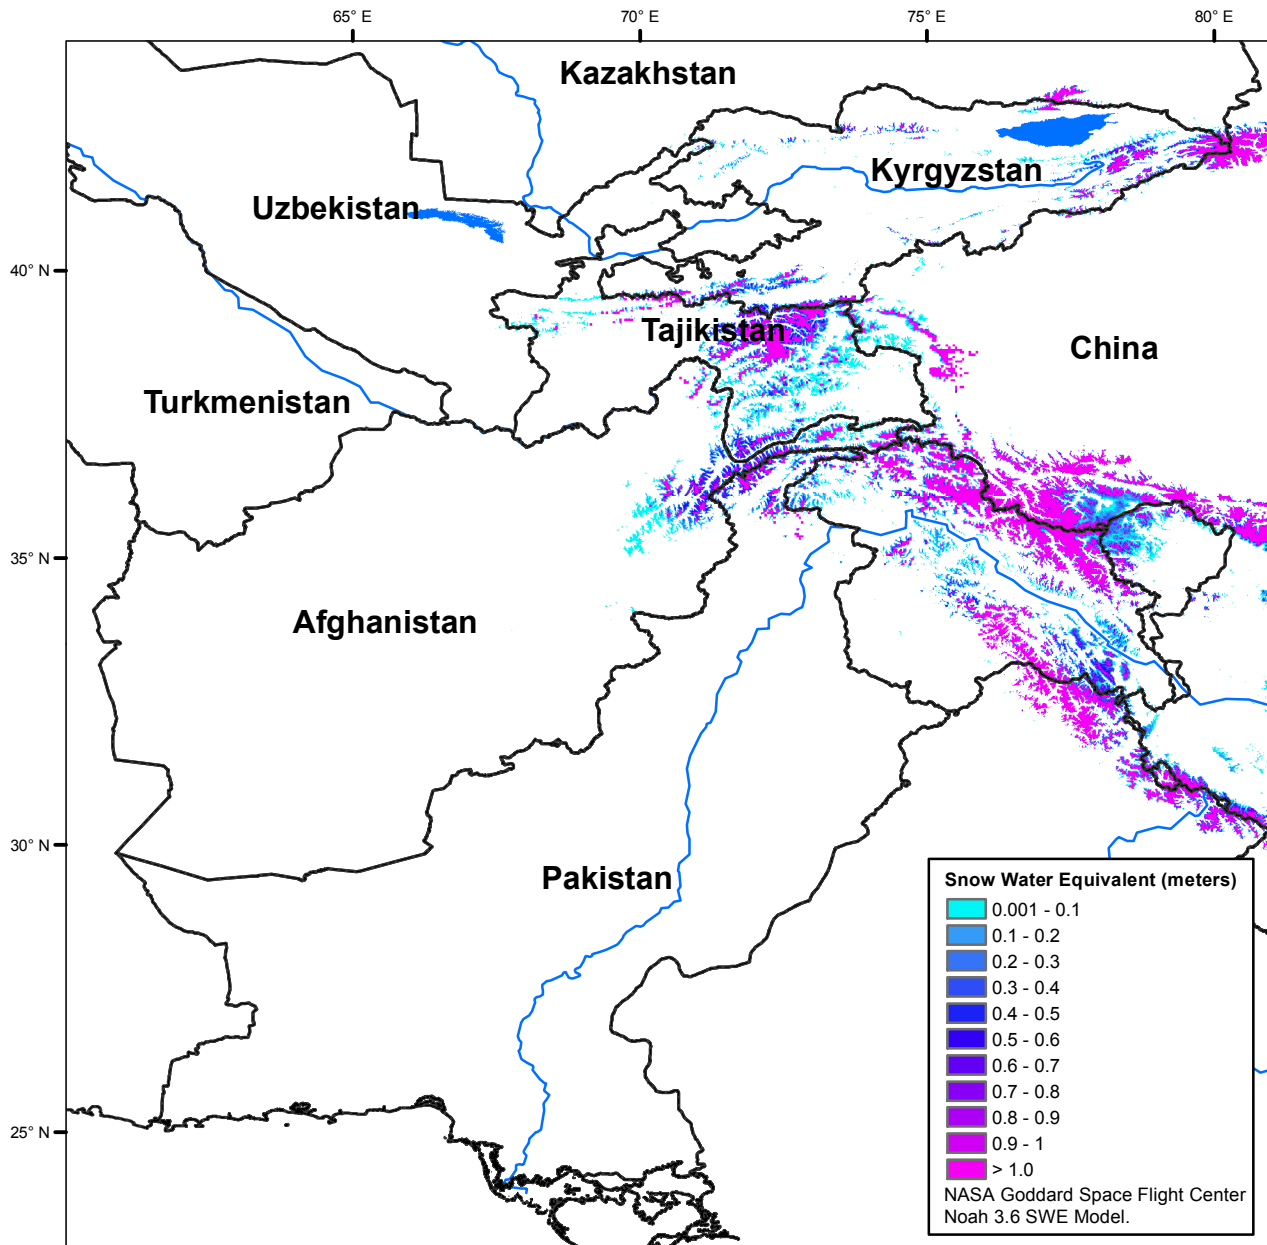 65° E
70° E
75° E
80° E
Kazakhstan
Kyrgyzstan
Uzbekistan
40° N
Tajikistan
China
Turkmenistan
35° N
Afghanistan
30° N
Pakistan
25° N
Snow Water Equivalent (meters)
0.001 - 0.1
0.1 - 0.2
0.2 - 0.3
0.3 - 0.4
0.4 - 0.5
0.5 - 0.6
0.6 - 0.7
0.7 - 0.8
0.8 - 0.9
0.9 - 1
> 1.0
NASA Goddard Space Flight Center
Noah 3.6 SWE Model.